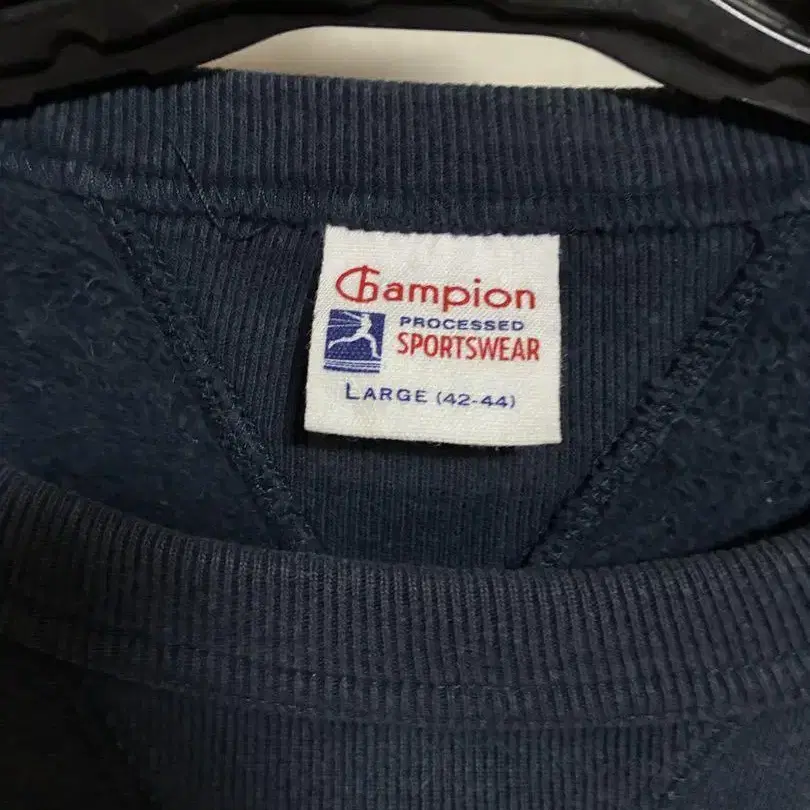 Champion
PROCESSED
SPORTSWEAR
LARGE (42-44)